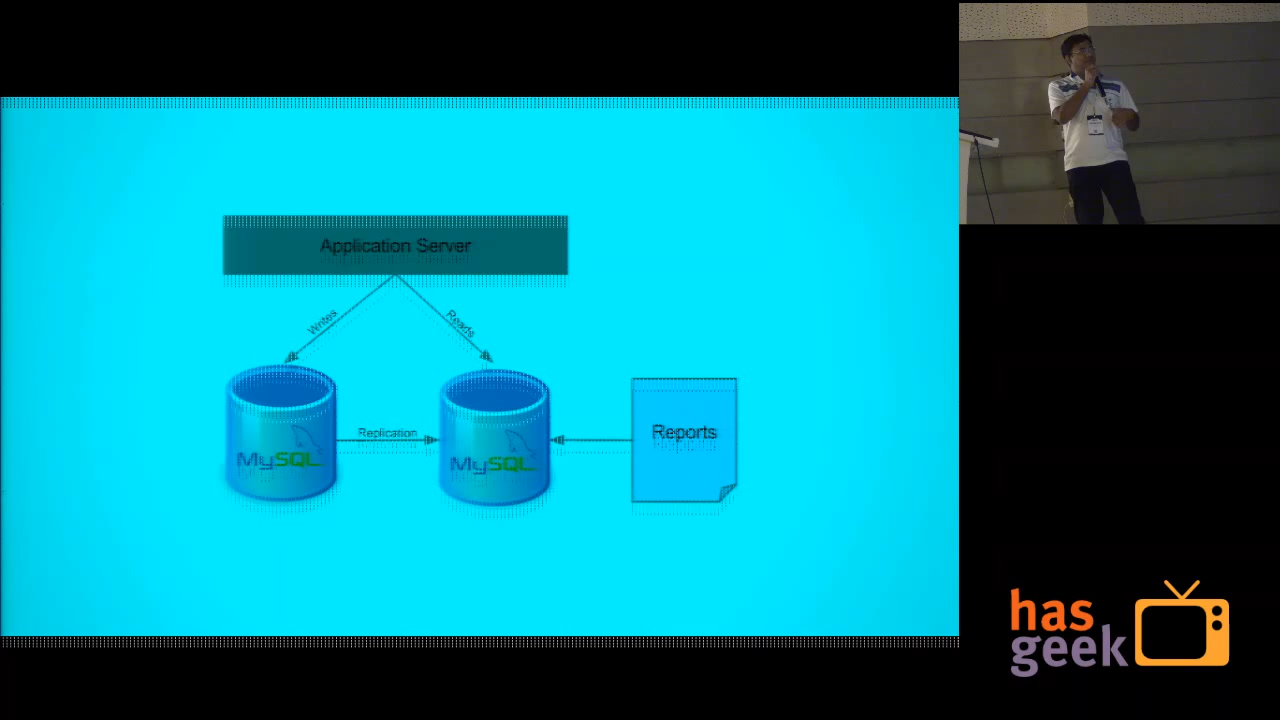 Application Server
Writes
Reads
Replication
MySQL
MySQL
Reports
has
geek